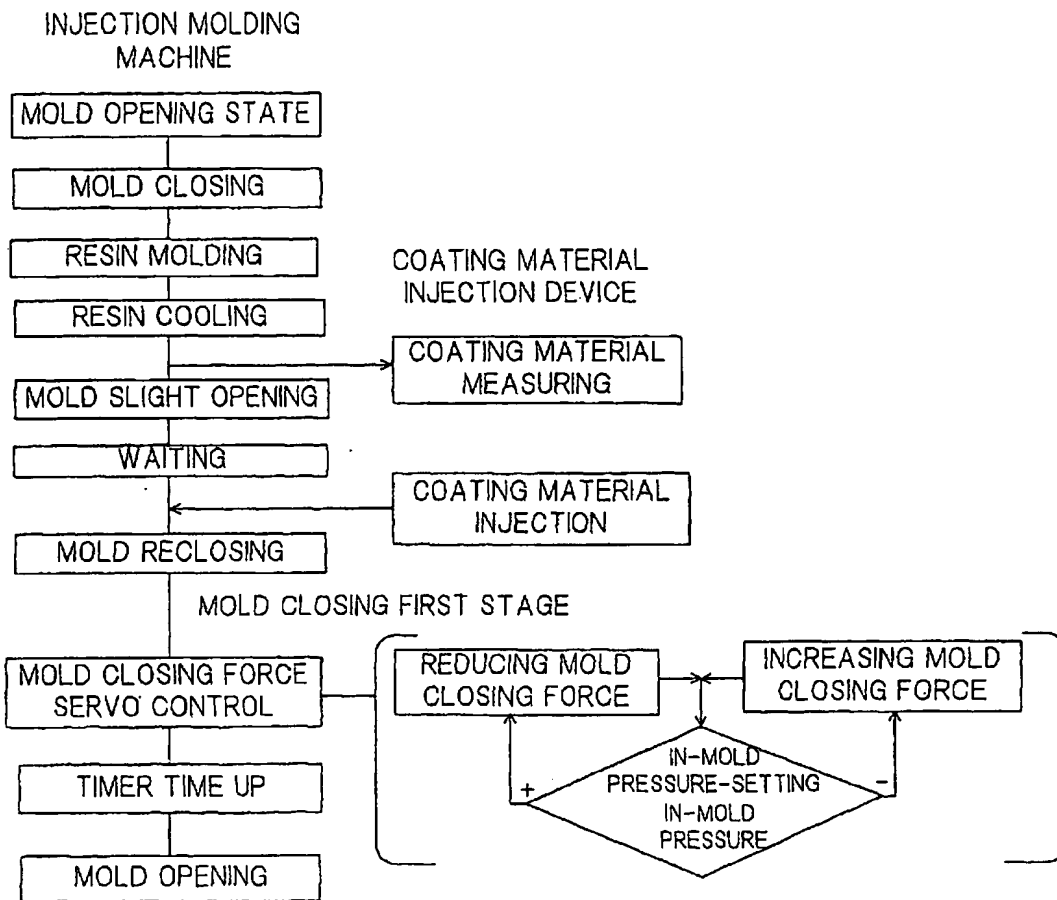 INJECTION MOLDING
MACHINE
MOLD OPENING STATE
MOLD CLOSING
RESIN MOLDING
RESIN COOLING
COATING MATERIAL
INJECTION DEVICE
COATING MATERIAL
MEASURING
MOLD SLIGHT OPENING
WAITING
COATING MATERIAL
INJECTION
MOLD RECLOSING
MOLD CLOSING FIRST STAGE
MOLD CLOSING FORCE
SERVO CONTROL
REDUCING MOLD
CLOSING FORCE
INCREASING MOLD
CLOSING FORCE
IN-MOLD
PRESSURE-SETTING
IN-MOLD
PRESSURE
+
-
TIMER TIME UP
MOLD OPENING